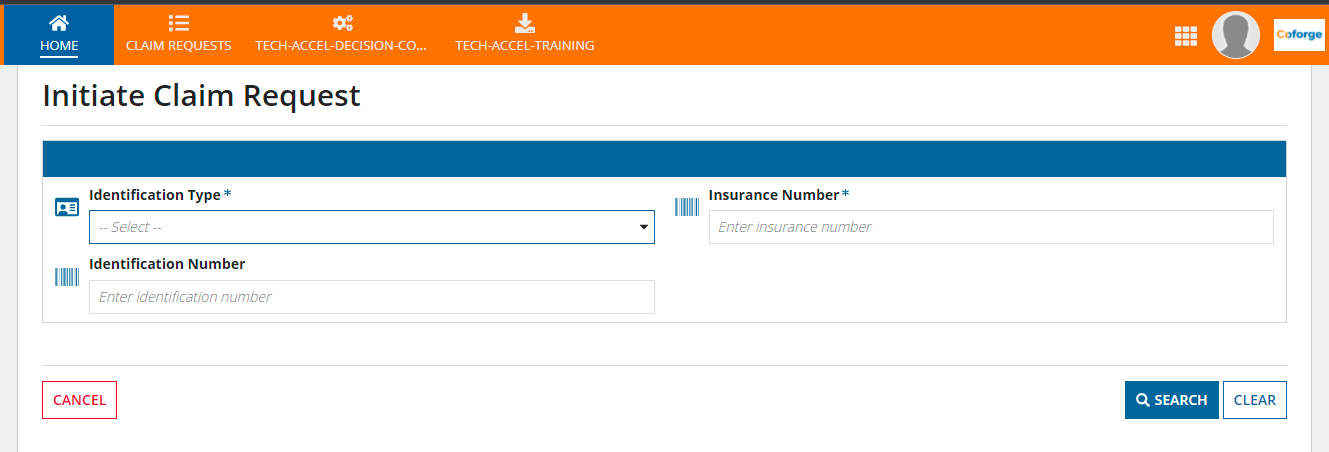 HOME
CLAIM REQUESTS
TECH-ACCEL-DECISION-CO...
TECH-ACCEL-TRAINING
Coforge
Initiate Claim Request
Identification Type *
Insurance Number *
-- Select --
Enter insurance number
Identification Number
Enter identification number
CANCEL
SEARCH
CLEAR